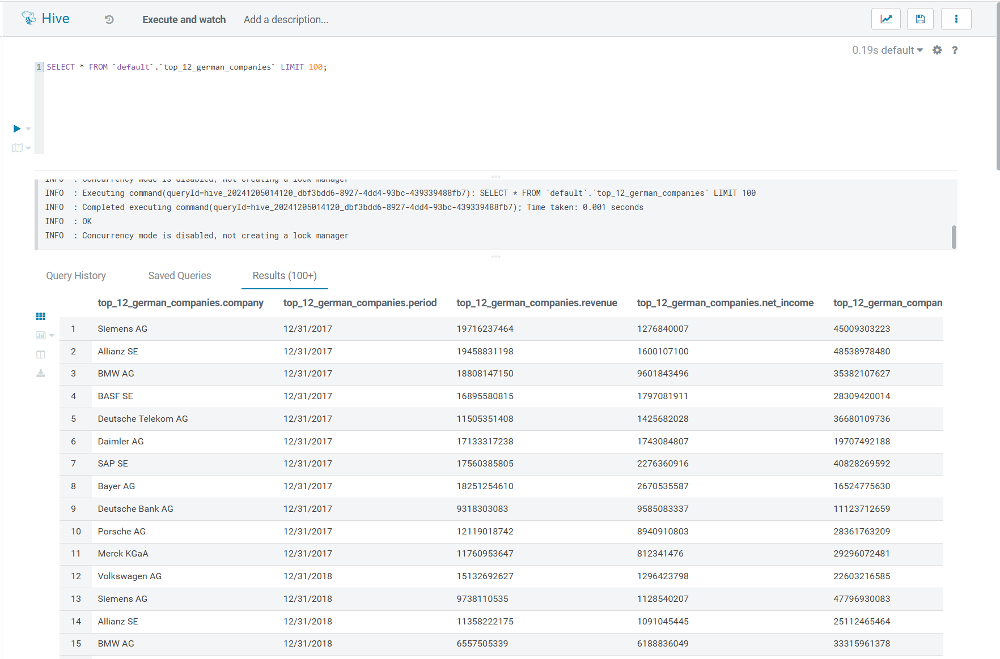 Hive Execute and watch Add a description...
0.19s default ?
1 SELECT * FROM `default`.`top_12_german_companies` LIMIT 100;
INFO : Concurrency mode is disabled, not creating a lock manager
INFO : Executing command(queryId=hive_20241205014120_dbf3bdd6-8927-4dd4-93bc-439339488fb7): SELECT * FROM `default`.`top_12_german_companies` LIMIT 100
INFO : Completed executing command(queryId=hive_20241205014120_dbf3bdd6-8927-4dd4-93bc-439339488fb7); Time taken: 0.001 seconds
INFO : OK
INFO : Concurrency mode is disabled, not creating a lock manager
Query History Saved Queries Results (100+)
top_12_german_companies.company top_12_german_companies.period top_12_german_companies.revenue top_12_german_companies.net_income top_12_german_compani
1 Siemens AG 12/31/2017 19716237464 1276840007 45009303223
2 Allianz SE 12/31/2017 19458831198 1600107100 48538978480
3 BMW AG 12/31/2017 18808147150 9601843496 35382107627
4 BASF SE 12/31/2017 16895580815 1797081911 28309420014
5 Deutsche Telekom AG 12/31/2017 11505351408 1425682028 36680109736
6 Daimler AG 12/31/2017 17133317238 1743084807 19707492188
7 SAP SE 12/31/2017 17560385805 2276360916 40828269592
8 Bayer AG 12/31/2017 18251254610 2670535587 16524775630
9 Deutsche Bank AG 12/31/2017 9318303083 9585083337 11123712659
10 Porsche AG 12/31/2017 12119018742 8940910803 28361763209
11 Merck KGaA 12/31/2017 11760953647 812341476 29296072481
12 Volkswagen AG 12/31/2018 15132692627 1296423798 22603216585
13 Siemens AG 12/31/2018 9738110535 1128540207 47796930083
14 Allianz SE 12/31/2018 11358222175 1091045445 25112465464
15 BMW AG 12/31/2018 6557505339 6188836049 33315961378